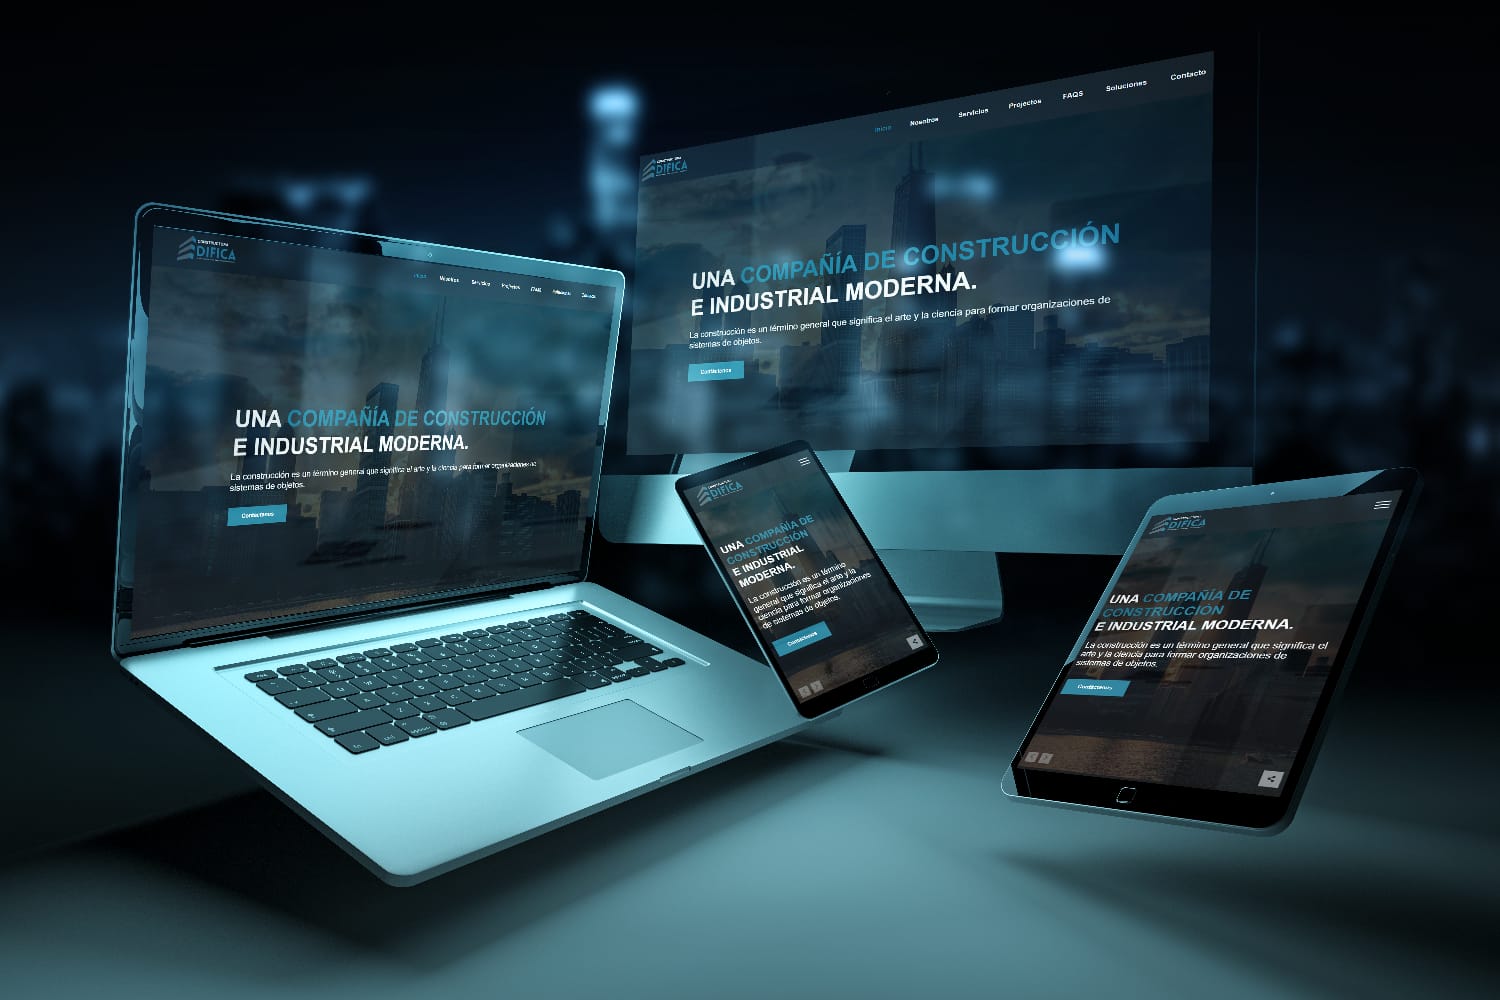 CONSTRUCTORA
DIFICA
Inicio Nosotros Servicios Proyectos FAQS Soluciones Contacto
UNA COMPAÑÍA DE CONSTRUCCIÓN
E INDUSTRIAL MODERNA.
La construcción es un término general que significa el arte y la ciencia para formar organizaciones de
sistemas de objetos.
Contáctanos
CONSTRUCTORA
DIFICA
Inicio Nosotros Servicios Proyectos FAQS Soluciones Contacto
UNA COMPAÑÍA DE CONSTRUCCIÓN
E INDUSTRIAL MODERNA.
La construcción es un término general que significa el arte y la ciencia para formar organizaciones de
sistemas de objetos.
Contáctanos
DIFICA
UNA COMPAÑÍA DE
CONSTRUCCIÓN
E INDUSTRIAL
MODERNA.
La construcción es un término
general que significa el arte y la
ciencia para formar organizaciones
de sistemas de objetos.
Contáctanos
DIFICA
UNA COMPAÑÍA DE
CONSTRUCCIÓN
E INDUSTRIAL MODERNA.
La construcción es un término general que significa el
arte y la ciencia para formar organizaciones de
sistemas de objetos.
Contáctanos